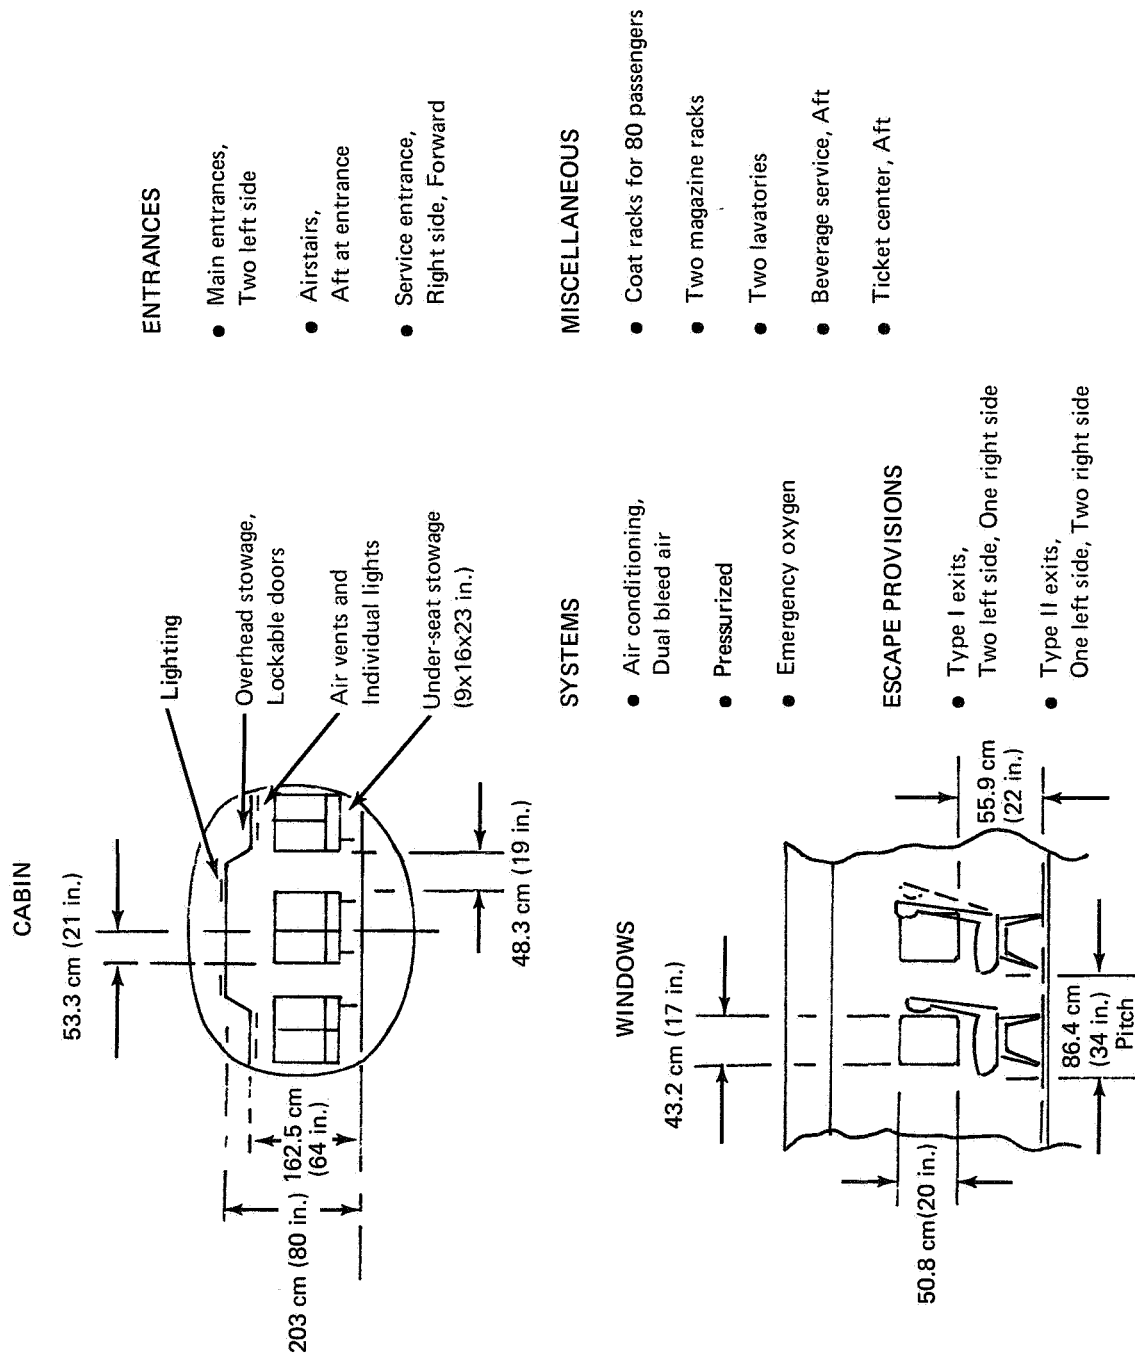 CABIN
53.3 cm (21 in.)
Lighting
Overhead stowage,
Lockable doors
Air vents and
Individual lights
Under-seat stowage
(9x16x23 in.)
203 cm (80 in.)
162.5 cm
(64 in.)
48.3 cm (19 in.)
ENTRANCES
● Main entrances,
Two left side
● Airstairs,
Aft at entrance
● Service entrance,
Right side, Forward
WINDOWS
43.2 cm (17 in.)
50.8 cm(20 in.)
55.9 cm
(22 in.)
86.4 cm
(34 in.)
Pitch
SYSTEMS
● Air conditioning,
Dual bleed air
● Pressurized
● Emergency oxygen
ESCAPE PROVISIONS
● Type I exits,
Two left side, One right side
● Type II exits,
One left side, Two right side
MISCELLANEOUS
● Coat racks for 80 passengers
● Two magazine racks
● Two lavatories
● Beverage service, Aft
● Ticket center, Aft